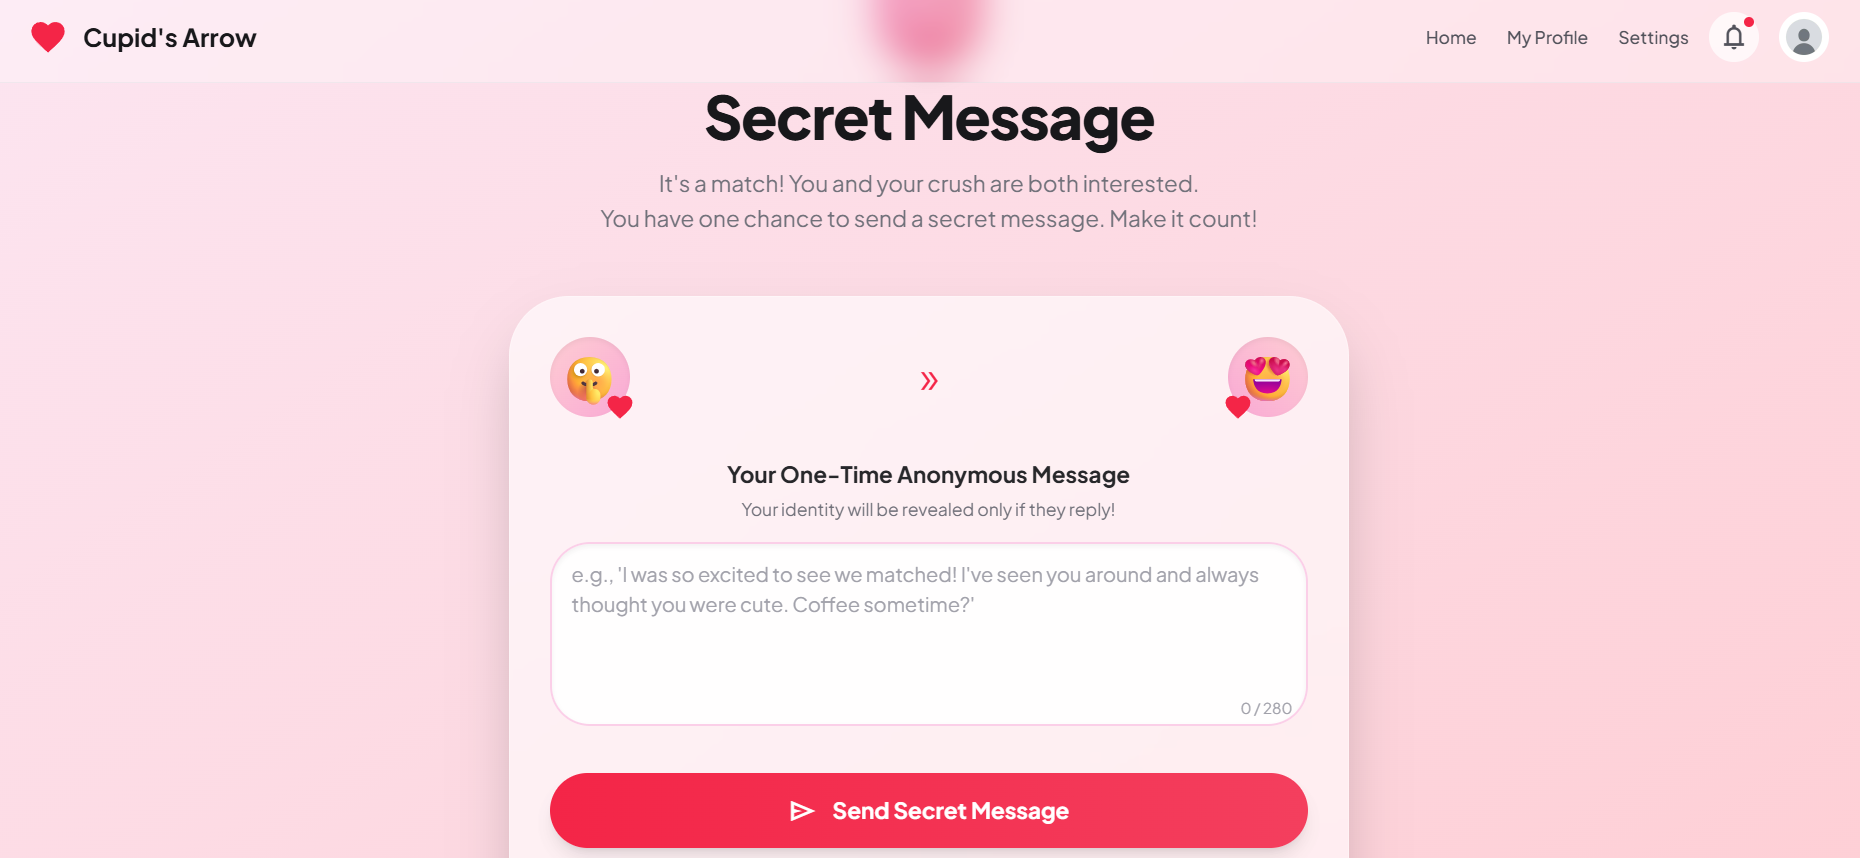 Cupid's Arrow
Home
My Profile
Settings
Secret Message
It's a match! You and your crush are both interested.
You have one chance to send a secret message. Make it count!
Your One-Time Anonymous Message
Your identity will be revealed only if they reply!
e.g., 'I was so excited to see we matched! I've seen you around and always
thought you were cute. Coffee sometime?'
0 / 280
Send Secret Message